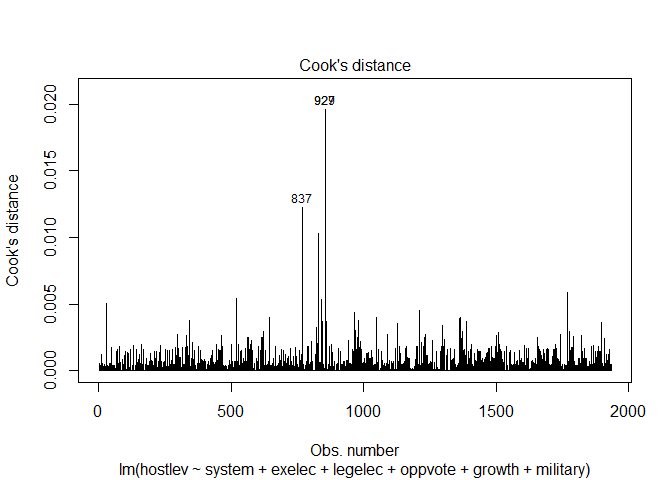 Cook's distance
0.020
0.015
837
0.010
Cook's distance
0.005
0.000
0 500 1000 1500 2000
Obs. number
lm(hostlev ~ system + exelec + legelec + oppvote + growth + military)